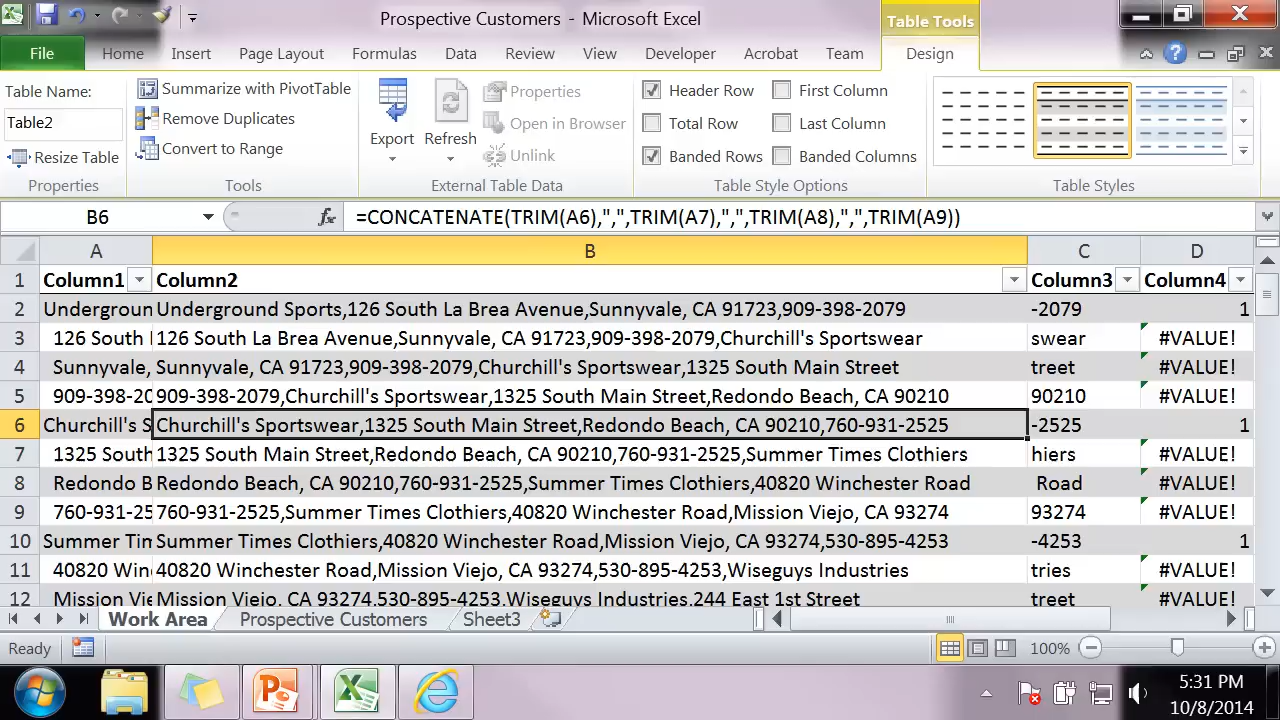 Prospective Customers - Microsoft Excel
Table Tools
File Home Insert Page Layout Formulas Data Review View Developer Acrobat Team Design
Table Name:
Table2
Resize Table
Properties
Summarize with PivotTable
Remove Duplicates
Convert to Range
Tools
Export
Refresh
Properties
Open in Browser
Unlink
External Table Data
Header Row
Total Row
Banded Rows
First Column
Last Column
Banded Columns
Table Style Options
Table Styles
B6 fx =CONCATENATE(TRIM(A6),",",TRIM(A7),",",TRIM(A8),",",TRIM(A9))
A B C D
1 Column1 Column2 Column3 Column4
2 Undergroun Underground Sports,126 South La Brea Avenue,Sunnyvale, CA 91723,909-398-2079 -2079 1
3 126 South Ⅰ 126 South La Brea Avenue,Sunnyvale, CA 91723,909-398-2079,Churchill's Sportswear swear #VALUE!
4 Sunnyvale, Sunnyvale, CA 91723,909-398-2079,Churchill's Sportswear,1325 South Main Street treet #VALUE!
5 909-398-20 909-398-2079,Churchill's Sportswear,1325 South Main Street,Redondo Beach, CA 90210 90210 #VALUE!
6 Churchill's S Churchill's Sportswear,1325 South Main Street,Redondo Beach, CA 90210,760-931-2525 -2525 1
7 1325 South 1325 South Main Street,Redondo Beach, CA 90210,760-931-2525,Summer Times Clothiers hiers #VALUE!
8 Redondo B Redondo Beach, CA 90210,760-931-2525,Summer Times Clothiers,40820 Winchester Road Road #VALUE!
9 760-931-25 760-931-2525,Summer Times Clothiers,40820 Winchester Road,Mission Viejo, CA 93274 93274 #VALUE!
10 Summer Tim Summer Times Clothiers,40820 Winchester Road,Mission Viejo, CA 93274,530-895-4253 -4253 1
11 40820 Winc 40820 Winchester Road,Mission Viejo, CA 93274,530-895-4253,Wiseguys Industries tries #VALUE!
12 Mission Vie Mission Viejo, CA 93274,530-895-4253,Wiseguys Industries,244 East 1st Street treet #VALUE!
Work Area Prospective Customers Sheet3
Ready 100%
5:31 PM
10/8/2014